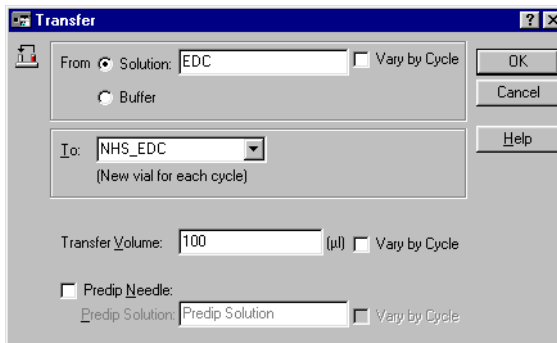 Transfer
From Solution: EDC Vary by Cycle
Buffer
OK
Cancel
Help
To: NHS_EDC
(New vial for each cycle)
Transfer Volume: 100 (µl) Vary by Cycle
Predip Needle:
Predip Solution: Predip Solution Vary by Cycle